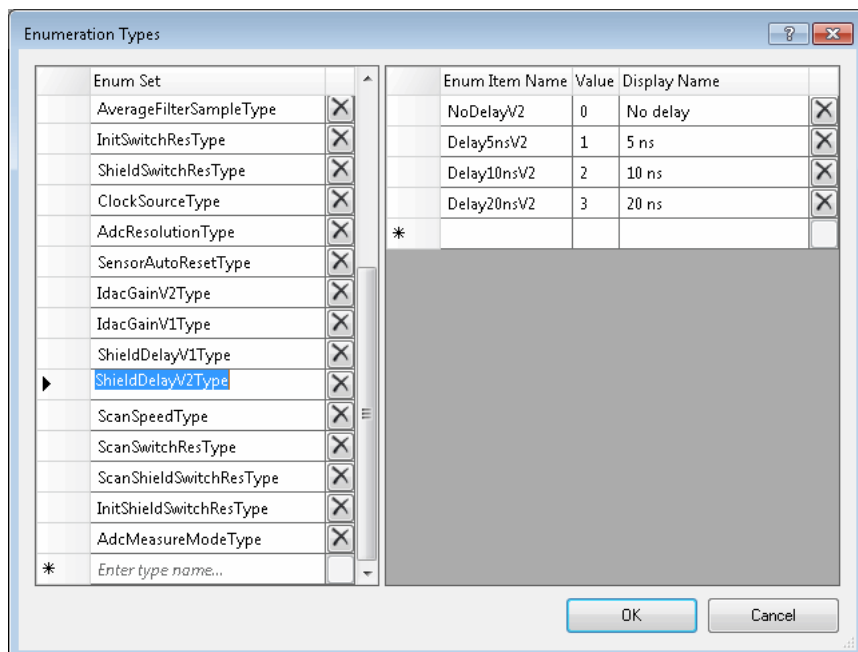 Enumeration Types
Enum Set
AverageFilterSampleType
InitSwitchResType
ShieldSwitchResType
ClockSourceType
AdcResolutionType
SensorAutoResetType
IdacGainV2Type
IdacGainV1Type
ShieldDelayV1Type
ShieldDelayV2Type
ScanSpeedType
ScanSwitchResType
ScanShieldSwitchResType
InitShieldSwitchResType
AdcMeasureModeType
* Enter type name...
Enum Item Name Value Display Name
NoDelayV2 0 No delay
Delay5nsV2 1 5 ns
Delay10nsV2 2 10 ns
Delay20nsV2 3 20 ns
*
OK Cancel